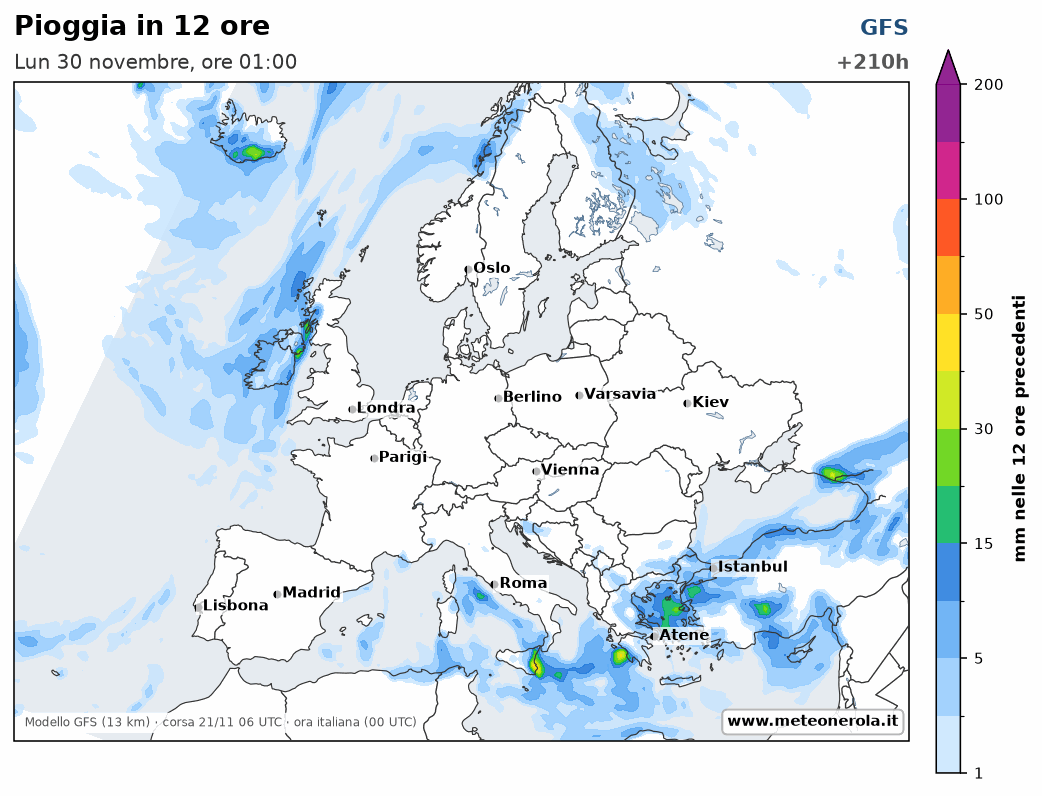 Pioggia in 12 ore
GFS
Lun 30 novembre, ore 01:00
+210h
200
100
50
30
15
5
1
mm nelle 12 ore precedenti
Oslo
Berlino
Varsavia
Kiev
Londra
Parigi
Vienna
Istanbul
Roma
Madrid
Lisbona
Atene
Modello GFS (13 km) · corsa 21/11 06 UTC · ora italiana (00 UTC)
www.meteonerola.it